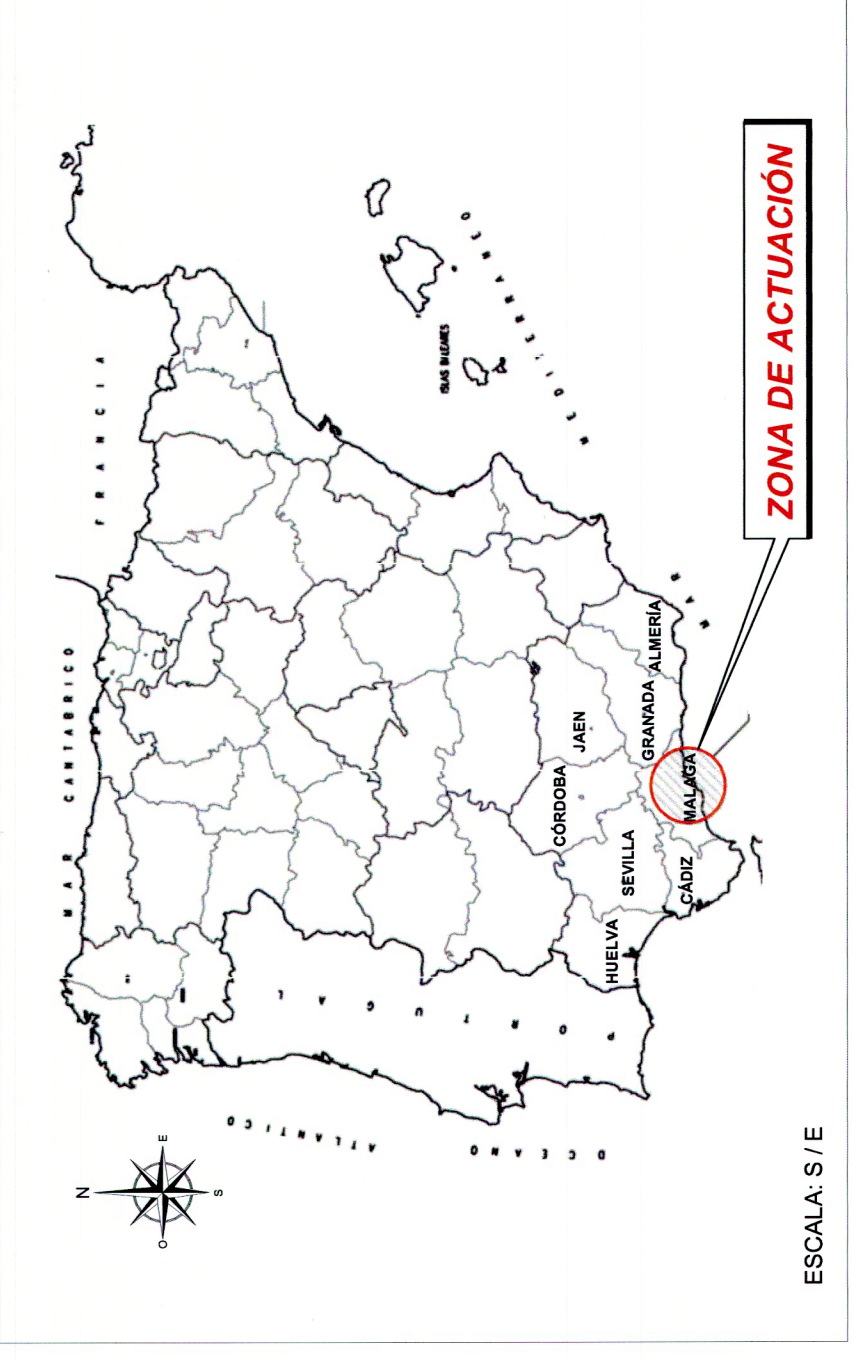 MAR CANTABRICO
FRANCIA
N
O
E
S
OCEANO ATLANTICO
PORTUGAL
ISLAS BALEARES
MAR MEDITERRANEO
CÓRDOBA
JAEN
HUELVA
SEVILLA
GRANADA
ALMERÍA
CÁDIZ
MALAGA
ZONA DE ACTUACIÓN
ESCALA: S / E